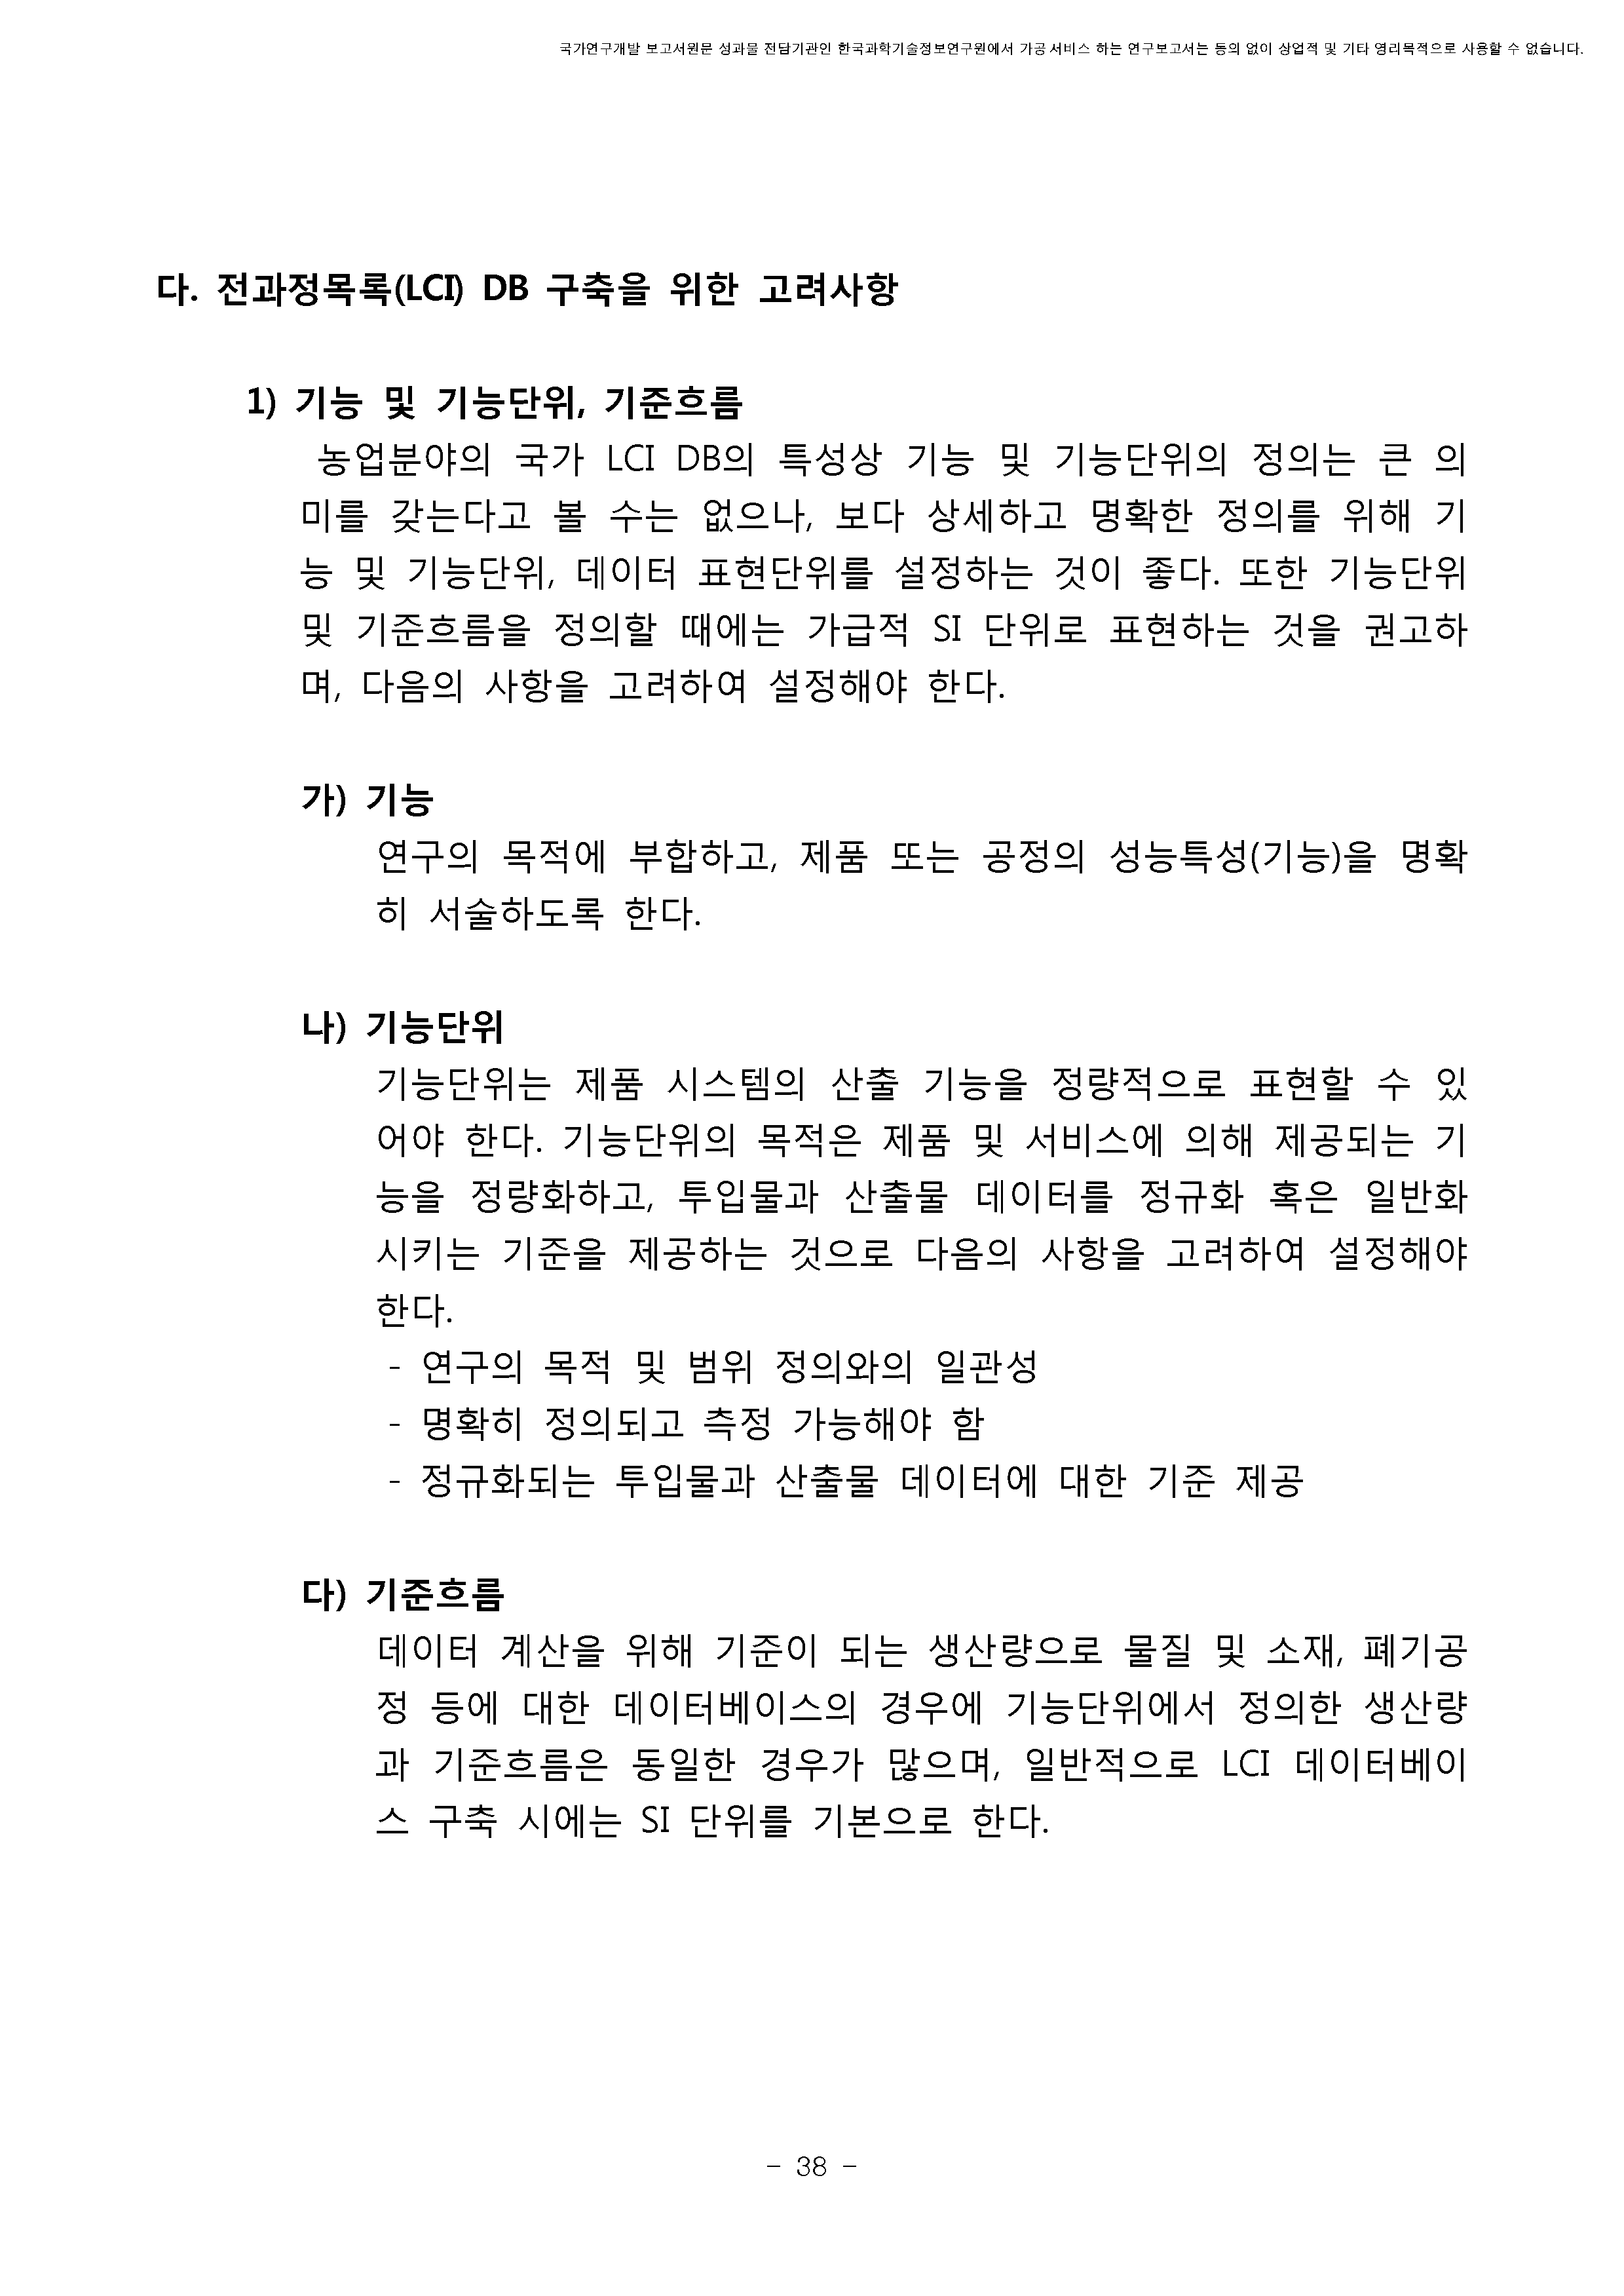 국가연구개발 보고서원문 성과물 전담기관인 한국과학기술정보연구원에서 가공·서비스 하는 연구보고서는 동의 없이 상업적 및 기타 영리목적으로 사용할 수 없습니다.
다. 전과정목록(LCI) DB 구축을 위한 고려사항
1) 기능 및 기능단위, 기준흐름
농업분야의 국가 LCI DB의 특성상 기능 및 기능단위의 정의는 큰 의
미를 갖는다고 볼 수는 없으나, 보다 상세하고 명확한 정의를 위해 기
능 및 기능단위, 데이터 표현단위를 설정하는 것이 좋다. 또한 기능단위
및 기준흐름을 정의할 때에는 가급적 SI 단위로 표현하는 것을 권고하
며, 다음의 사항을 고려하여 설정해야 한다.
가) 기능
연구의 목적에 부합하고, 제품 또는 공정의 성능특성(기능)을 명확
히 서술하도록 한다.
나) 기능단위
기능단위는 제품 시스템의 산출 기능을 정량적으로 표현할 수 있
어야 한다. 기능단위의 목적은 제품 및 서비스에 의해 제공되는 기
능을 정량화하고, 투입물과 산출물 데이터를 정규화 혹은 일반화
시키는 기준을 제공하는 것으로 다음의 사항을 고려하여 설정해야
한다.
- 연구의 목적 및 범위 정의와의 일관성
- 명확히 정의되고 측정 가능해야 함
- 정규화되는 투입물과 산출물 데이터에 대한 기준 제공
다) 기준흐름
데이터 계산을 위해 기준이 되는 생산량으로 물질 및 소재, 폐기공
정 등에 대한 데이터베이스의 경우에 기능단위에서 정의한 생산량
과 기준흐름은 동일한 경우가 많으며, 일반적으로 LCI 데이터베이
스 구축 시에는 SI 단위를 기본으로 한다.
- 38 -